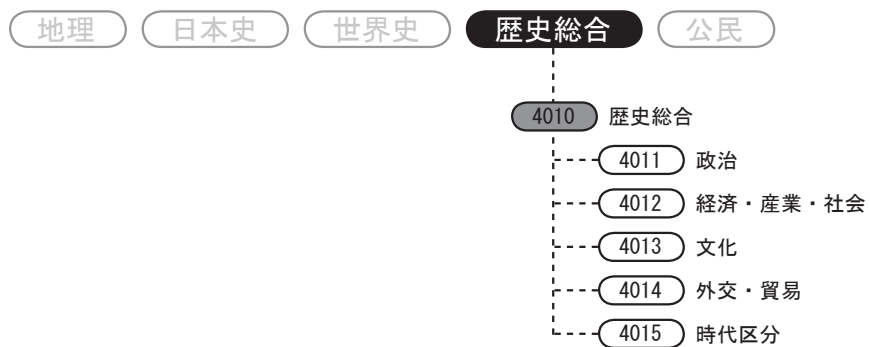 地理 日本史 世界史 歴史総合 公民
4010 歴史総合
4011 政治
4012 経済・産業・社会
4013 文化
4014 外交・貿易
4015 時代区分